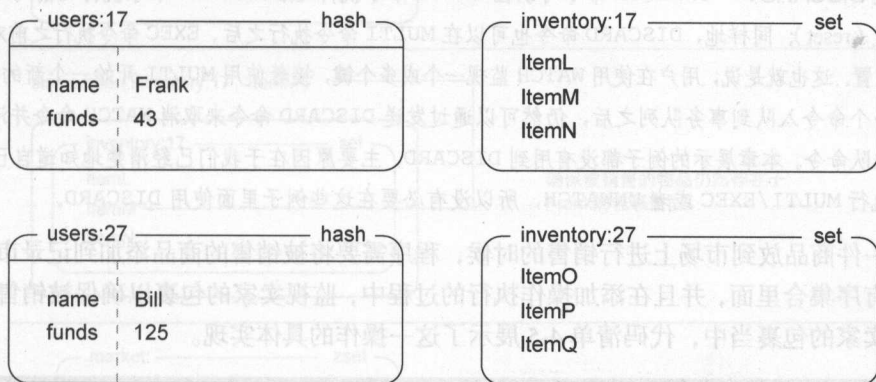 users:17 hash
name Frank
funds 43
inventory:17 set
ItemL
ItemM
ItemN
users:27 hash
name Bill
funds 125
inventory:27 set
ItemO
ItemP
ItemQ